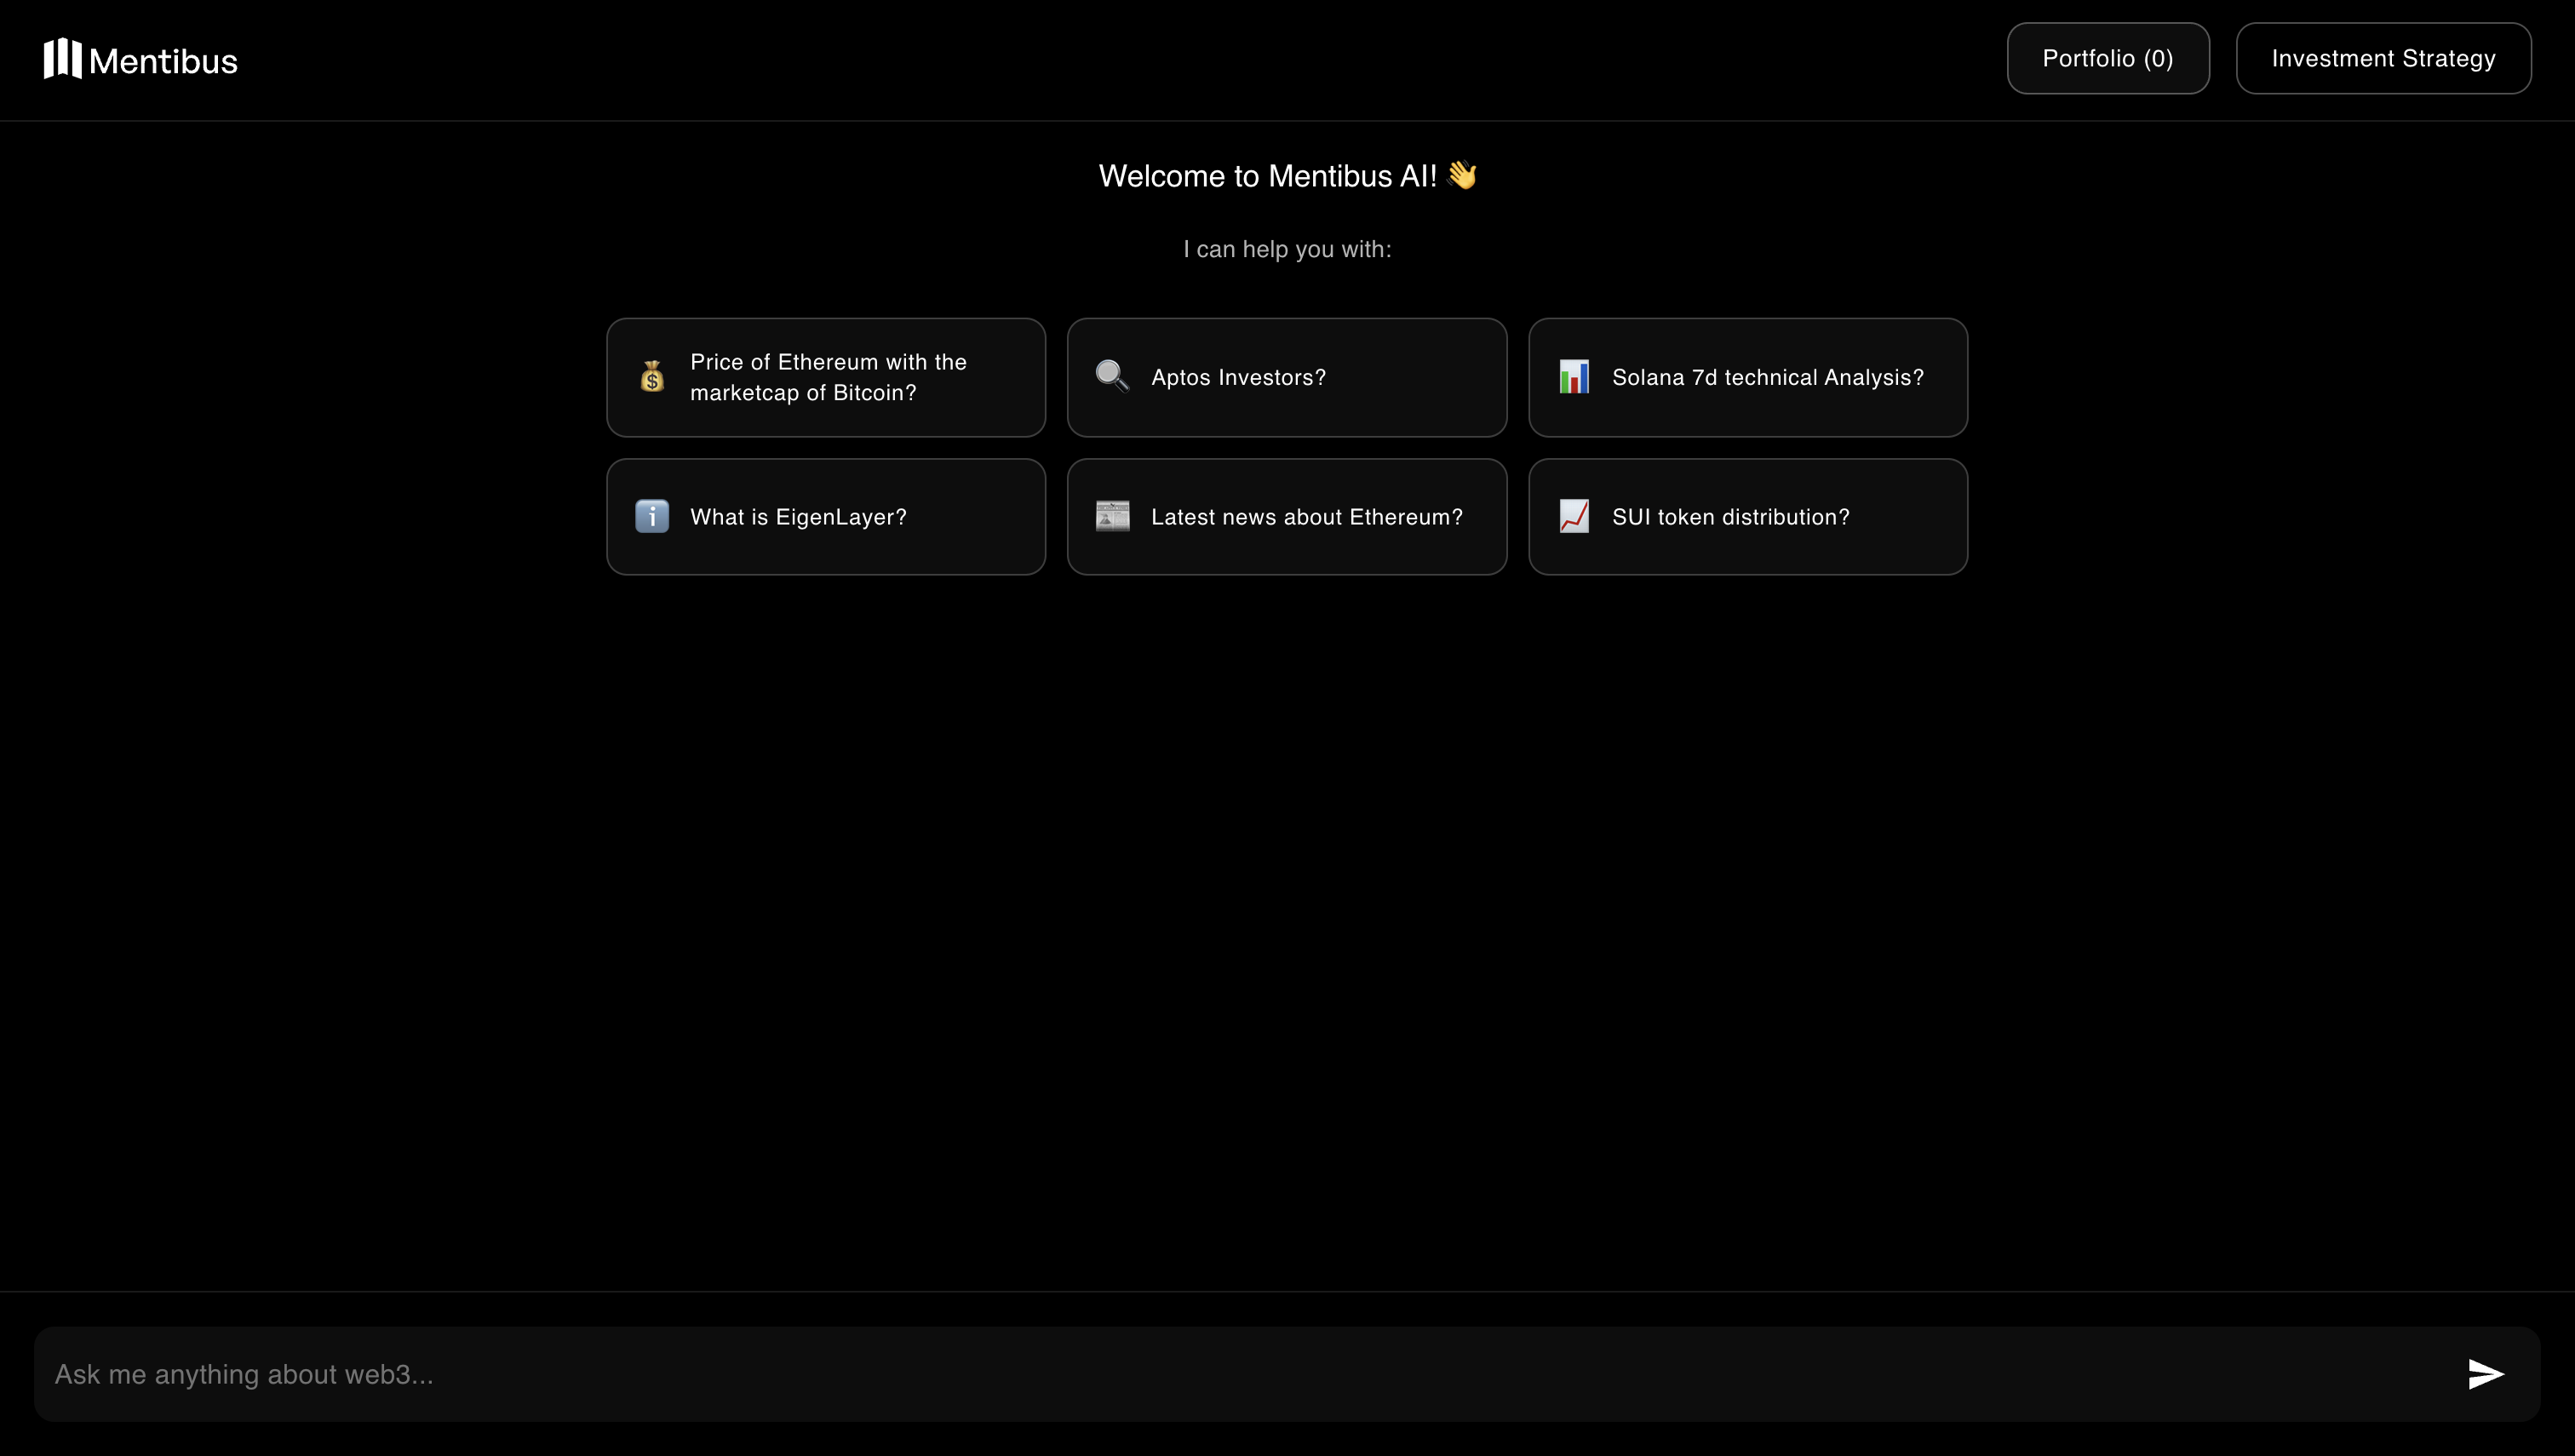 Mentibus
Portfolio (0)
Investment Strategy
Welcome to Mentibus AI! 👋
I can help you with:
Price of Ethereum with the
marketcap of Bitcoin?
Aptos Investors?
Solana 7d technical Analysis?
What is EigenLayer?
Latest news about Ethereum?
SUI token distribution?
Ask me anything about web3...